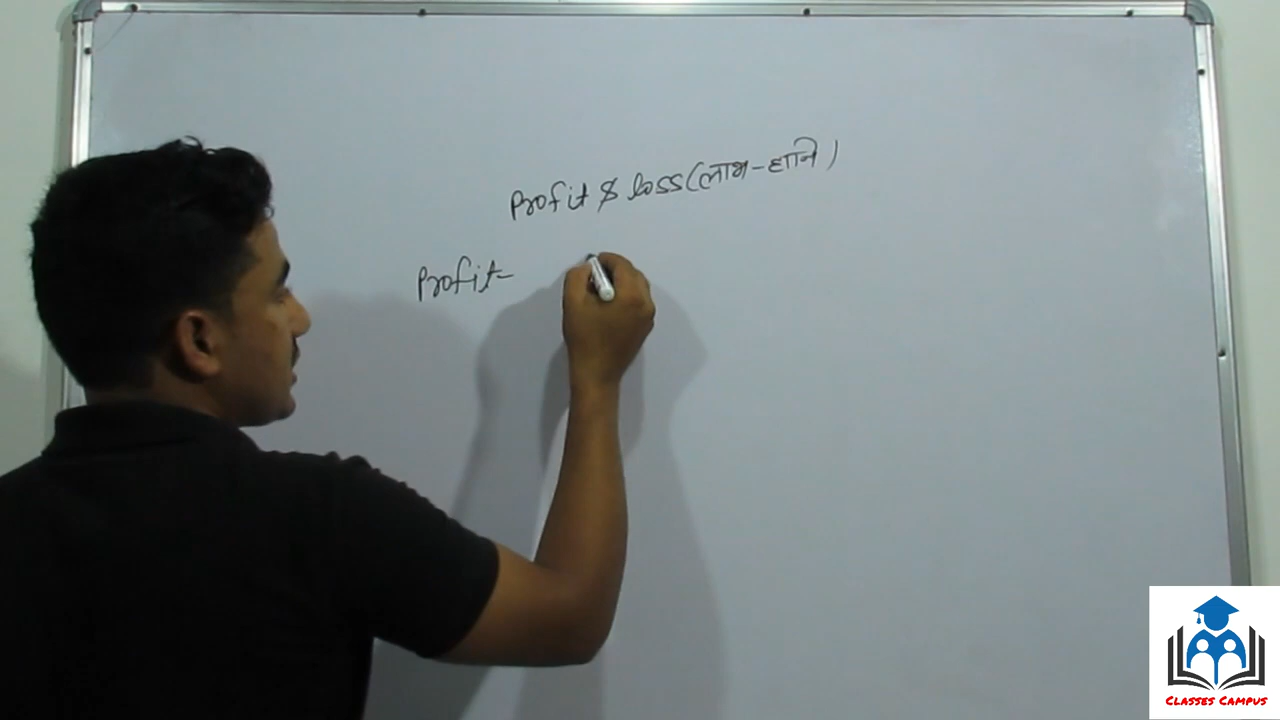 Profit & loss (लाभ-हानि)
Profit-
CLASSES CAMPUS